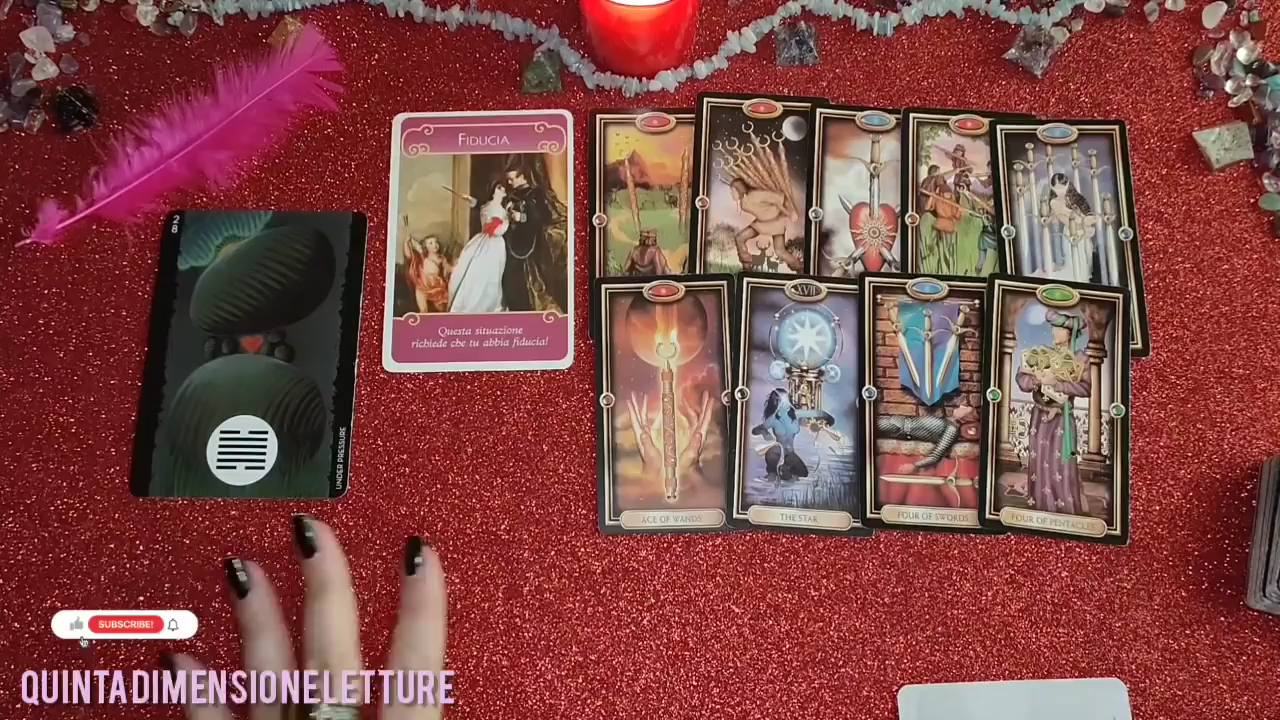 FIDUCIA
Questa situazione
richiede che tu abbia fiducia!
28
UNDER PRESSURE
XVII
ACE OF WANDS
THE STAR
FOUR OF SWORDS
FOUR OF PENTACLES
SUBSCRIBE!
QUINTADIMENSIONELETTURE